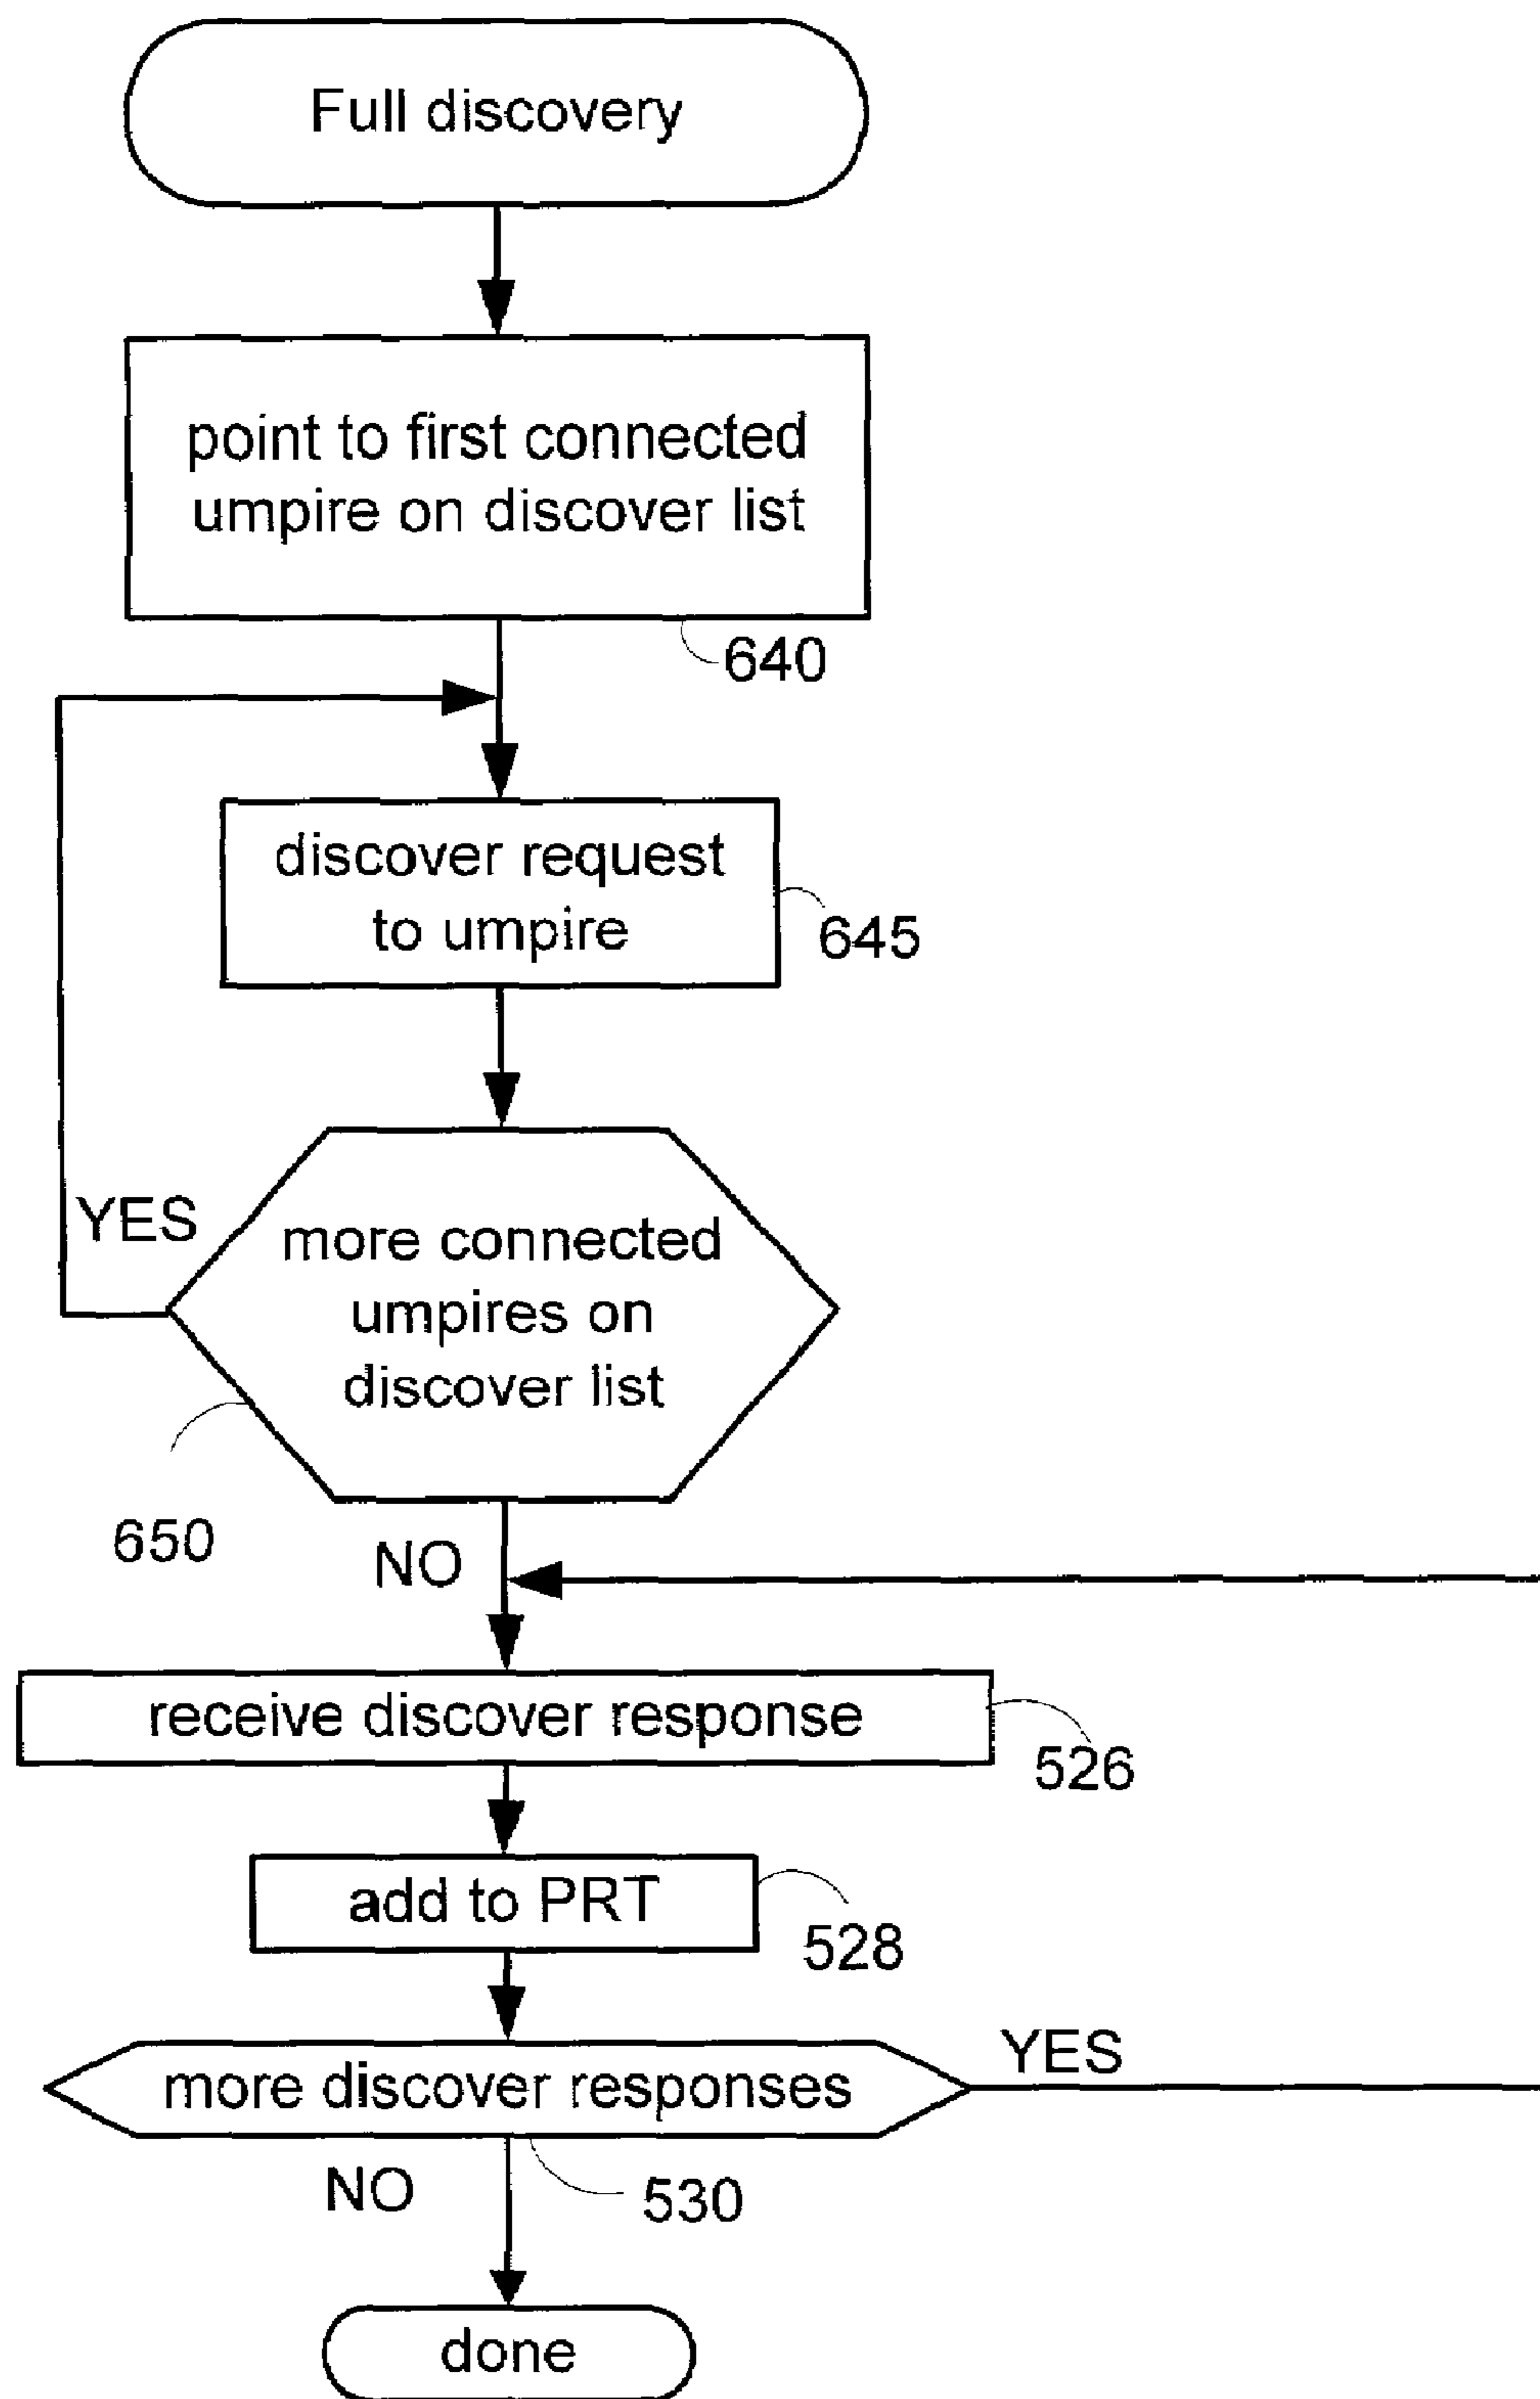 Full discovery
point to first connected
umpire on discover list
640
discover request
to umpire
645
YES
more connected
umpires on
discover list
650
NO
receive discover response
526
add to PRT
528
more discover responses
YES
NO
530
done